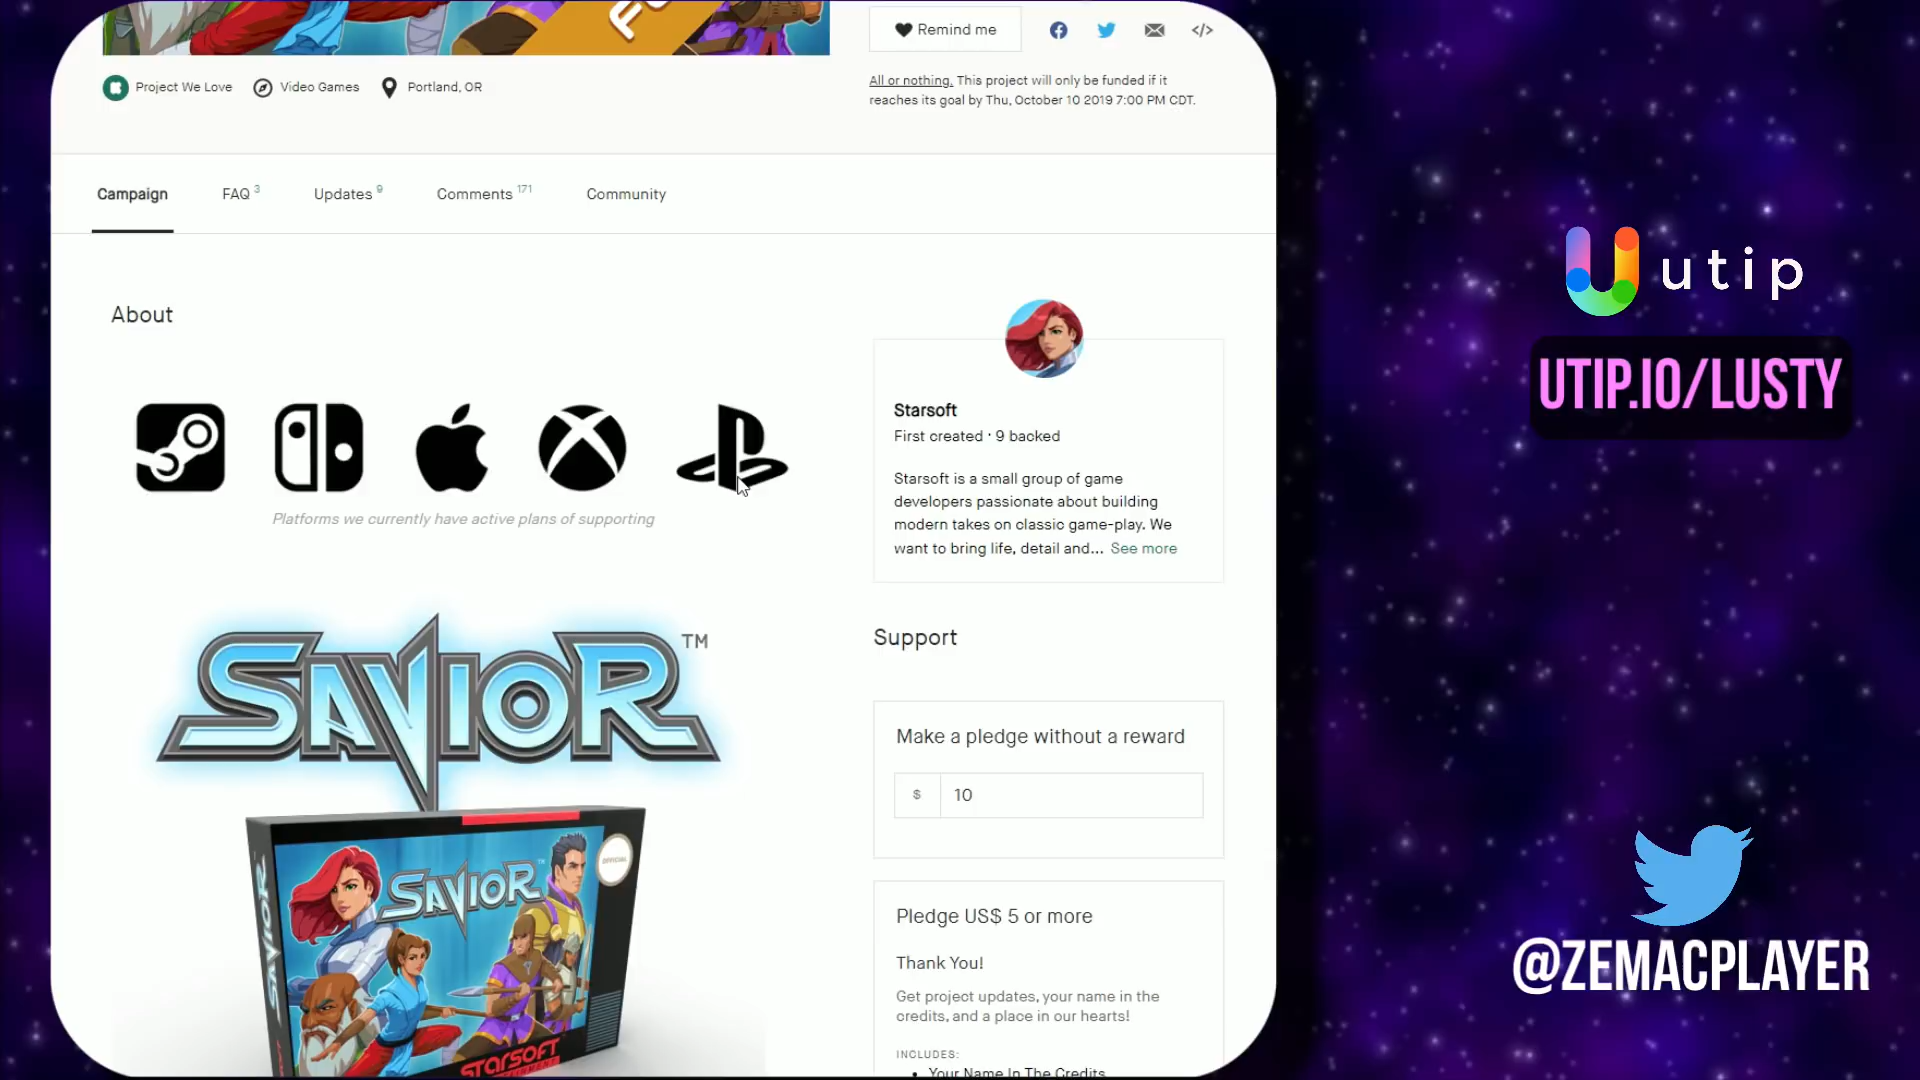 Remind me
Project We Love
Video Games
Portland, OR
All or nothing. This project will only be funded if it
reaches its goal by Thu, October 10 2019 7:00 PM CDT.
Campaign
FAQ 3
Updates 9
Comments 171
Community
About
Platforms we currently have active plans of supporting
Starsoft
First created · 9 backed
Starsoft is a small group of game
developers passionate about building
modern takes on classic game-play. We
want to bring life, detail and... See more
SAVIOR TM
Support
Make a pledge without a reward
$ 10
SAVIOR
SAVIOR
OFFICIAL
STARSOFT
Pledge US$ 5 or more
Thank You!
Get project updates, your name in the
credits, and a place in our hearts!
INCLUDES:
• Your Name In The Credits
utip
UTIP.IO/LUSTY
@ZEMACPLAYER